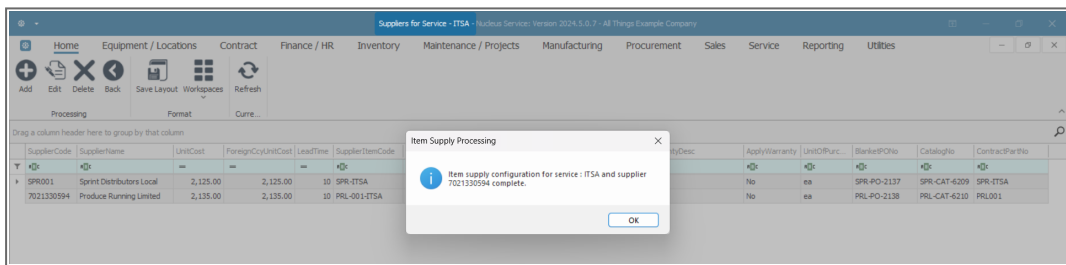 Suppliers for Service - ITSA - Nucleus Service: Version 2024.5.0.7 - All Things Example Company
Home Equipment / Locations Contract Finance / HR Inventory Maintenance / Projects Manufacturing Procurement Sales Service Reporting Utilities
Add Edit Delete Back Save Layout Workspaces Refresh
Processing Format Curre...
Drag a column header here to group by that column
SupplierCode SupplierName UnitCost ForeignCcyUnitCost LeadTime SupplierItemCode tyDesc ApplyWarranty UnitOfPurc... BlanketPONo CatalogNo ContractPartNo
SPR001 Sprint Distributors Local 2,125.00 2,125.00 10 SPR-ITSA No ea SPR-PO-2137 SPR-CAT-6209 SPR-ITSA
7021330594 Produce Running Limited 2,135.00 2,135.00 10 PRL-001-ITSA No ea PRL-PO-2138 PRL-CAT-6210 PRL001
Item Supply Processing
Item supply configuration for service : ITSA and supplier
7021330594 complete.
OK